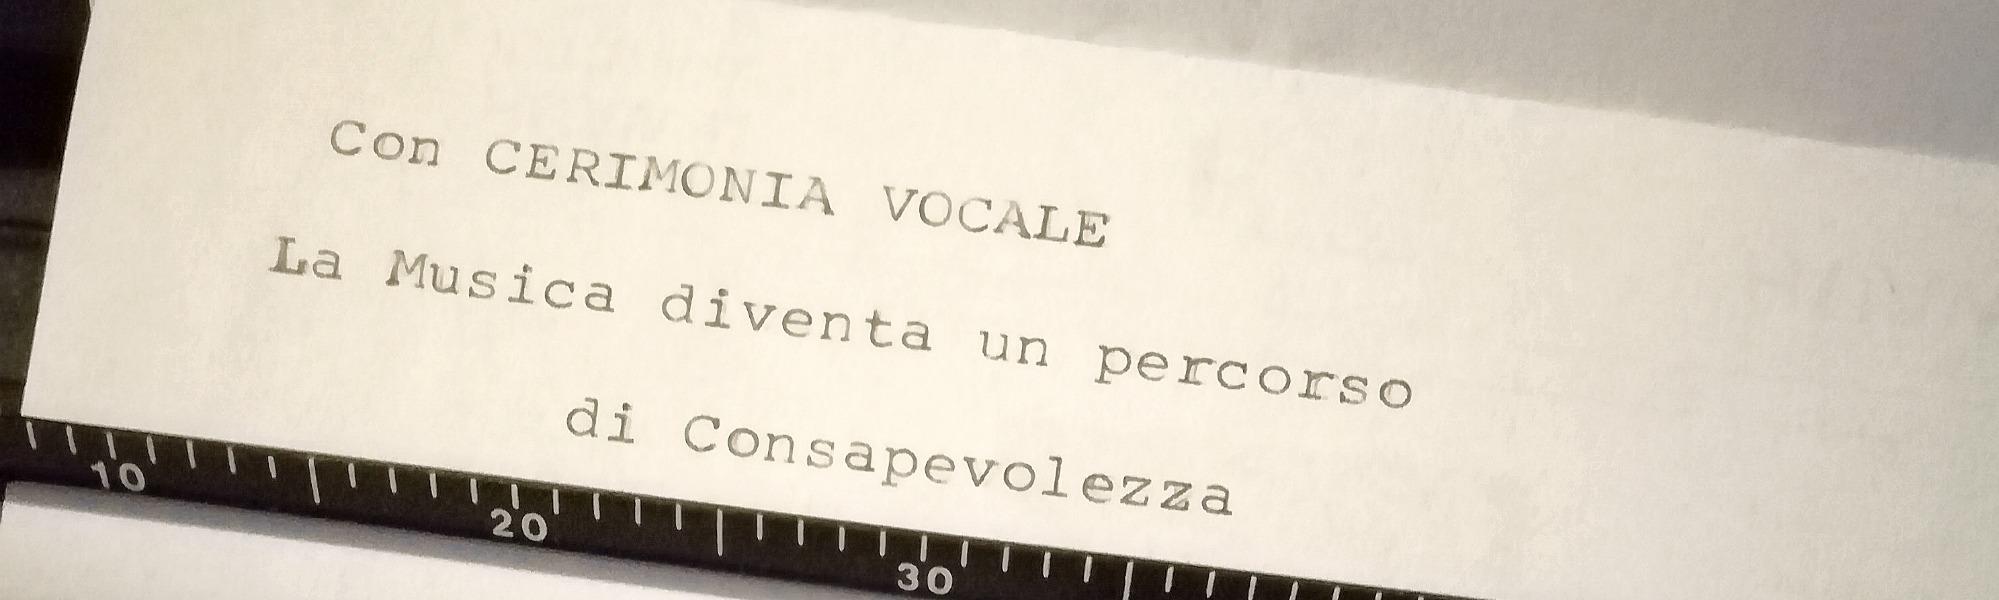 Con CERIMONIA VOCALE
La Musica diventa un percorso
di Consapevolezza
10 20 30